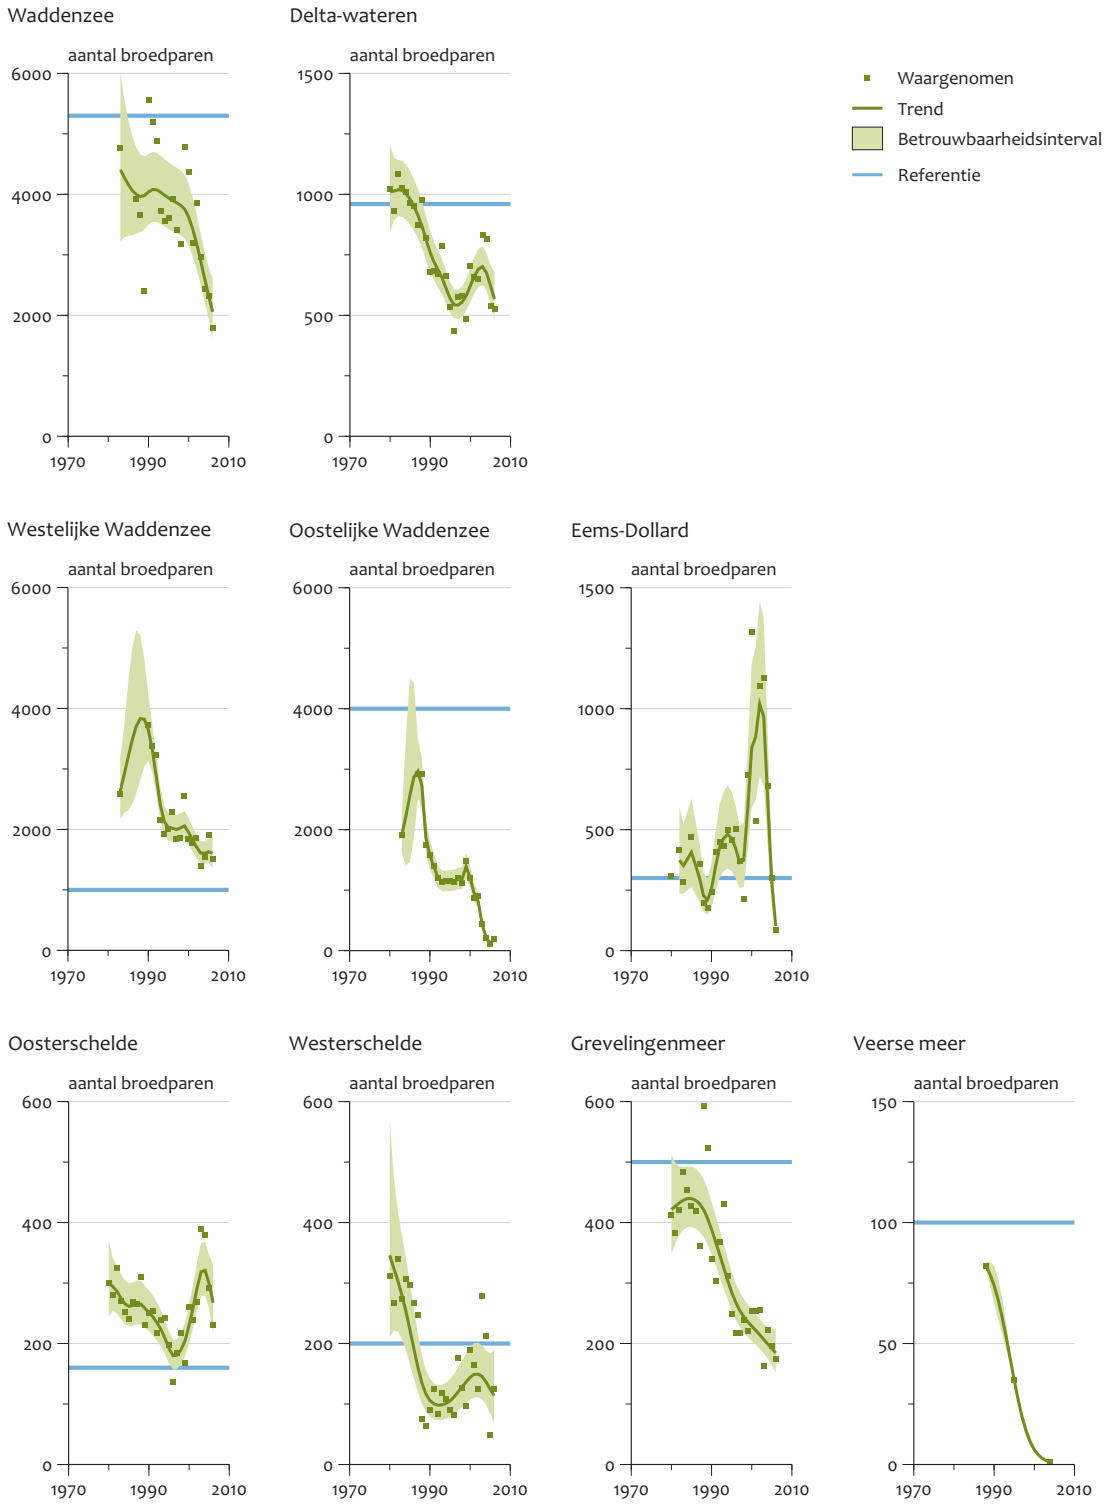 Waddenzee
Delta-wateren
aantal broedparen
aantal broedparen
6000
4000
2000
0
1970 1990 2010
1500
1000
500
0
1970 1990 2010
Waargenomen
Trend
Betrouwbaarheidsinterval
Referentie
Westelijke Waddenzee
Oostelijke Waddenzee
Eems-Dollard
aantal broedparen
aantal broedparen
aantal broedparen
6000
4000
2000
0
1970 1990 2010
6000
4000
2000
0
1970 1990 2010
1500
1000
500
0
1970 1990 2010
Oosterschelde
Westerschelde
Grevelingenmeer
Veerse meer
aantal broedparen
aantal broedparen
aantal broedparen
aantal broedparen
600
400
200
0
1970 1990 2010
600
400
200
0
1970 1990 2010
600
400
200
0
1970 1990 2010
150
100
50
0
1970 1990 2010